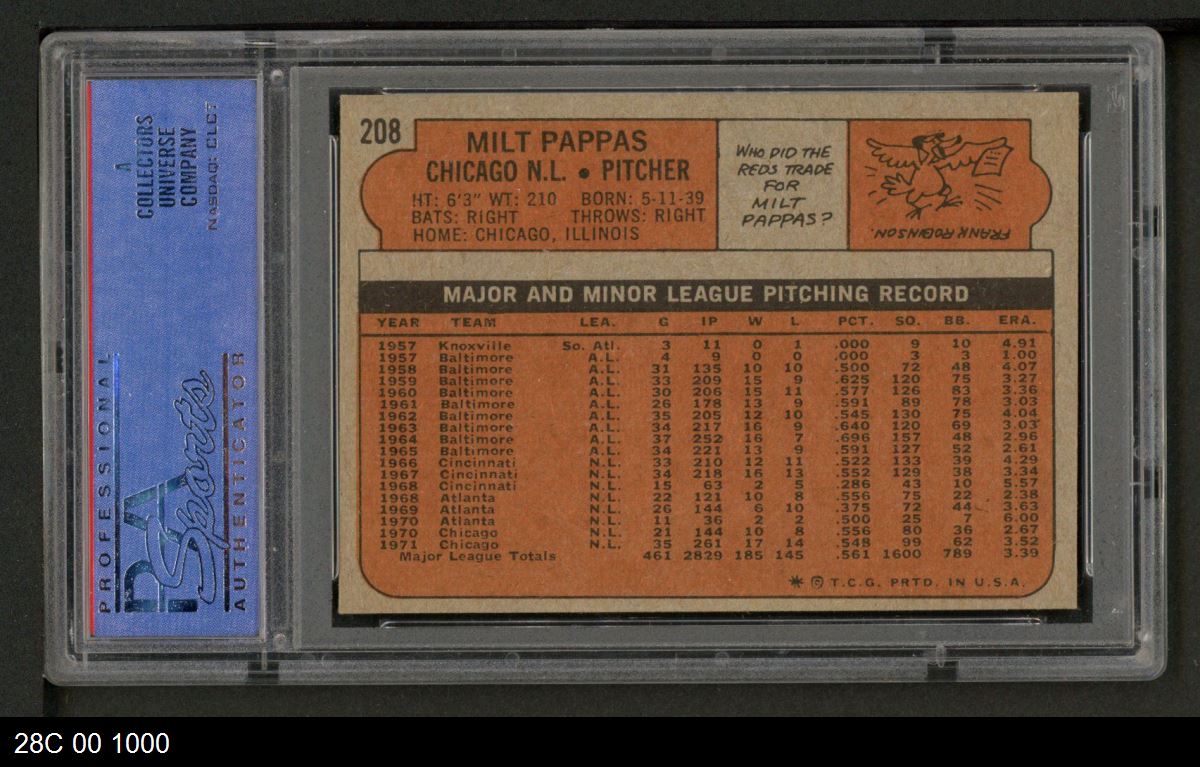 A
COLLECTORS
UNIVERSE
COMPANY
NASDAQ: CLCT
PROFESSIONAL
PSA
Sports
AUTHENTICATOR
208
MILT PAPPAS
CHICAGO N.L. • PITCHER
HT: 6'3" WT: 210 BORN: 5-11-39
BATS: RIGHT THROWS: RIGHT
HOME: CHICAGO, ILLINOIS
WHO DID THE
REDS TRADE
FOR
MILT
PAPPAS?
FRANK ROBINSON.
MAJOR AND MINOR LEAGUE PITCHING RECORD
YEAR TEAM LEA. G IP W L PCT. SO. BB. ERA.
1957 Knoxville So. Atl. 3 11 0 1 .000 9 10 4.91
1957 Baltimore A.L. 4 9 0 0 .000 3 3 1.00
1958 Baltimore A.L. 31 135 10 10 .500 72 48 4.07
1959 Baltimore A.L. 33 209 15 9 .625 120 75 3.27
1960 Baltimore A.L. 30 206 15 11 .577 126 83 3.36
1961 Baltimore A.L. 26 178 13 9 .591 89 78 3.03
1962 Baltimore A.L. 35 205 12 10 .545 130 75 4.04
1963 Baltimore A.L. 34 217 16 9 .640 120 69 3.03
1964 Baltimore A.L. 37 252 16 7 .696 157 48 2.96
1965 Baltimore A.L. 34 221 13 9 .591 127 52 2.61
1966 Cincinnati N.L. 33 210 12 11 .522 133 39 4.29
1967 Cincinnati N.L. 34 218 16 13 .552 129 38 3.34
1968 Cincinnati N.L. 15 63 2 5 .286 43 10 5.57
1968 Atlanta N.L. 22 121 10 8 .556 75 22 2.38
1969 Atlanta N.L. 26 144 6 10 .375 72 44 3.63
1970 Atlanta N.L. 11 36 2 2 .500 25 7 6.00
1970 Chicago N.L. 21 144 10 8 .556 80 36 2.67
1971 Chicago N.L. 35 261 17 14 .548 99 62 3.52
Major League Totals 461 2829 185 145 .561 1600 789 3.39
* © T.C.G. PRTD. IN U.S.A.
28C 00 1000